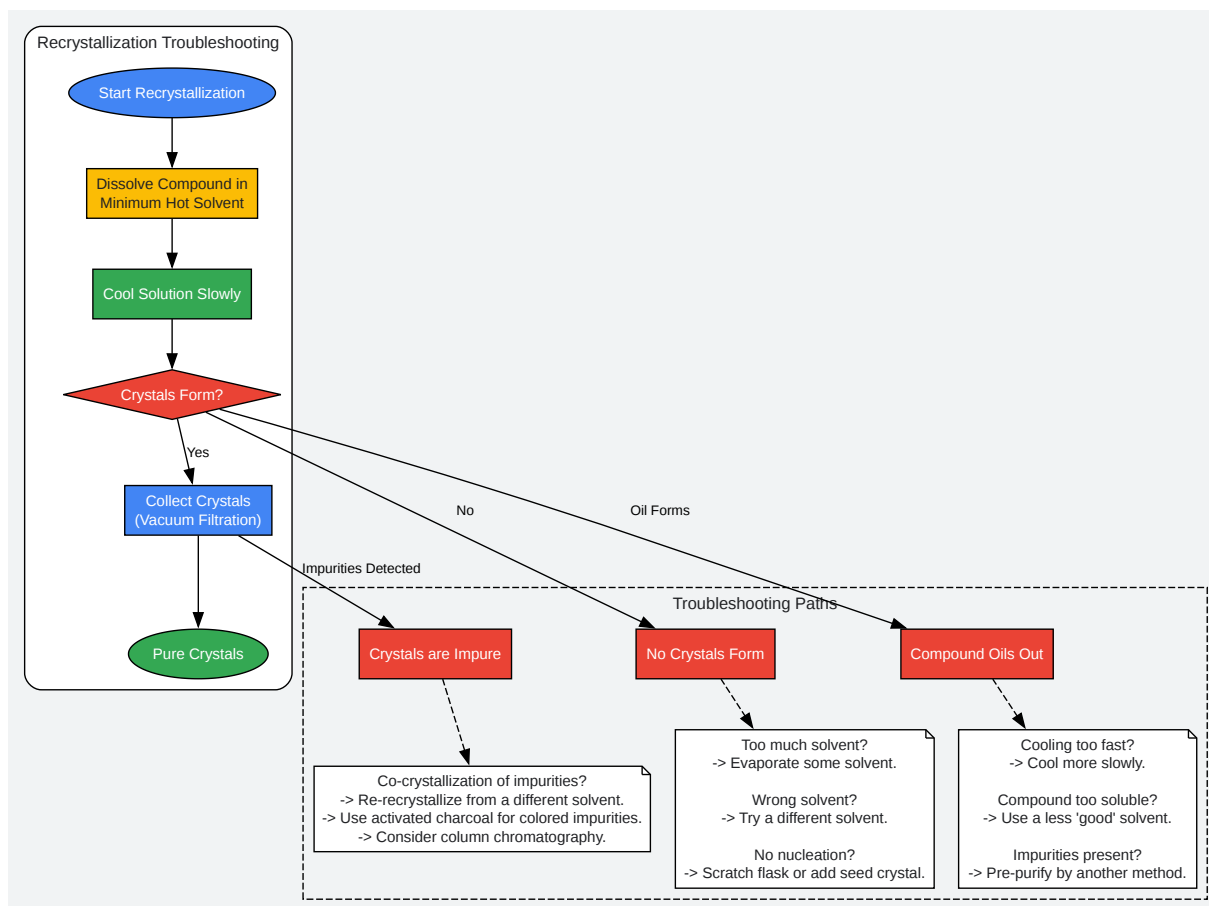 Recrystallization Troubleshooting
Start Recrystallization
Dissolve Compound in
Minimum Hot Solvent
Cool Solution Slowly
Crystals Form?
Yes
No
Oil Forms
Collect Crystals
(Vacuum Filtration)
Impurities Detected
Troubleshooting Paths
Pure Crystals
Crystals are Impure
No Crystals Form
Compound Oils Out
Co-crystallization of impurities?
-> Re-recrystallize from a different solvent.
-> Use activated charcoal for colored impurities.
-> Consider column chromatography.
Too much solvent?
-> Evaporate some solvent.
Wrong solvent?
-> Try a different solvent.
No nucleation?
-> Scratch flask or add seed crystal.
Cooling too fast?
-> Cool more slowly.
Compound too soluble?
-> Use a less 'good' solvent.
Impurities present?
-> Pre-purify by another method.